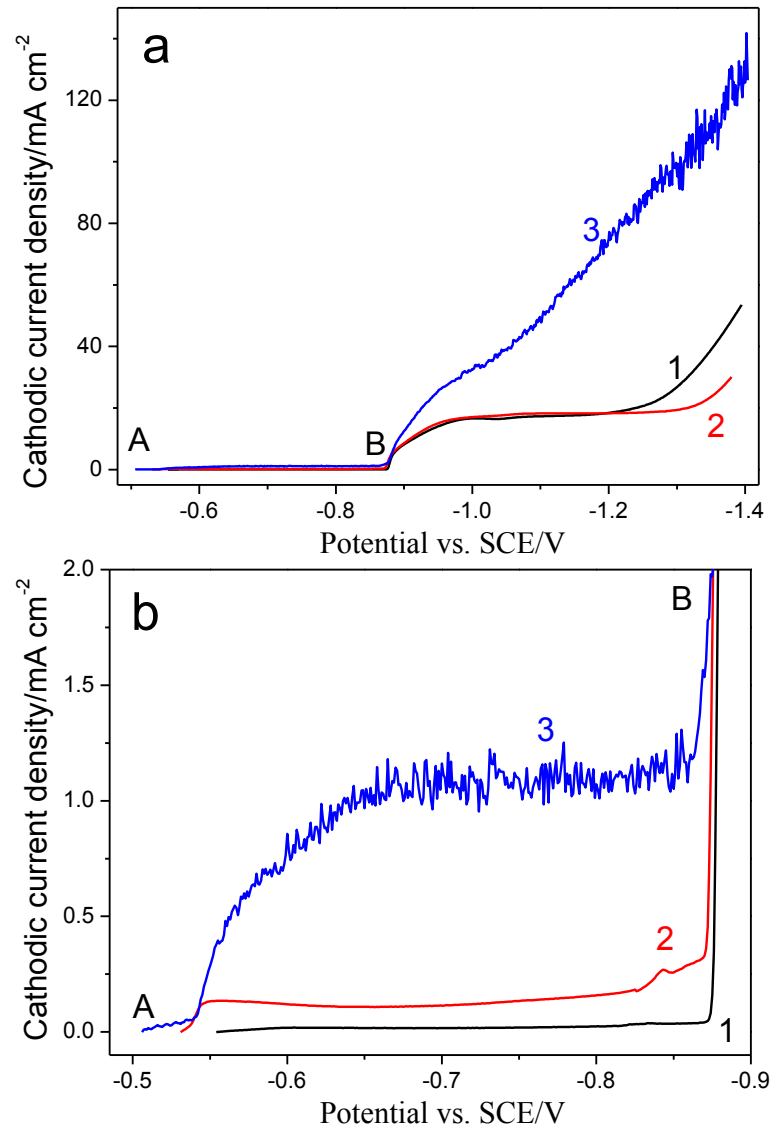 a
Cathodic current density/mA cm⁻²
120
80
40
0
A
B
3
1
2
-0.6 -0.8 -1.0 -1.2 -1.4
Potential vs. SCE/V
b
Cathodic current density/mA cm⁻²
2.0
1.5
1.0
0.5
0.0
B
3
2
A
1
-0.5 -0.6 -0.7 -0.8 -0.9
Potential vs. SCE/V